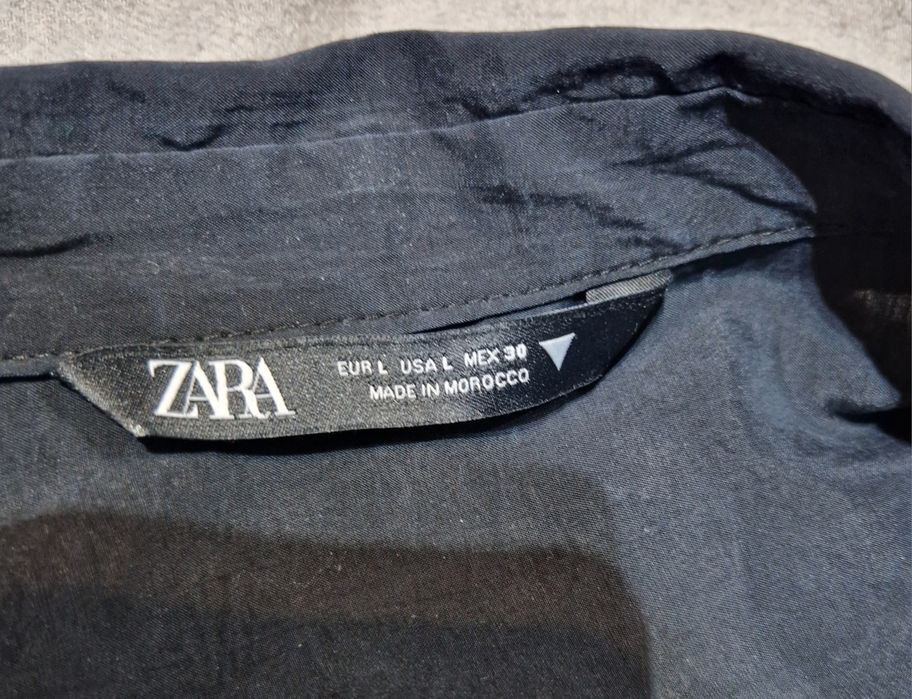 ZARA
EUR L USA L MEX 30
MADE IN MOROCCO